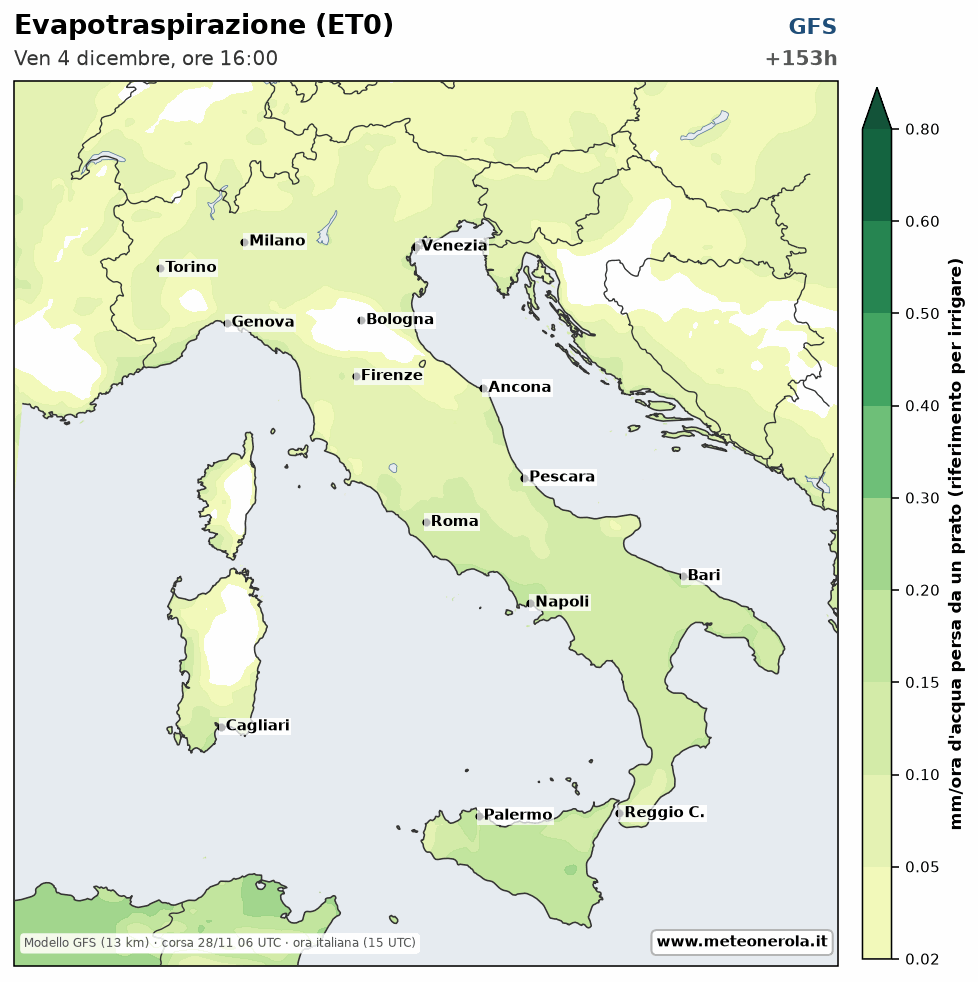 Evapotraspirazione (ET0)
GFS
Ven 4 dicembre, ore 16:00
+153h
0.80
0.60
0.50
0.40
0.30
0.20
0.15
0.10
0.05
0.02
mm/ora d'acqua persa da un prato (riferimento per irrigare)
Milano
Venezia
Torino
Genova
Bologna
Firenze
Ancona
Pescara
Roma
Bari
Napoli
Cagliari
Palermo
Reggio C.
Modello GFS (13 km) · corsa 28/11 06 UTC · ora italiana (15 UTC)
www.meteonerola.it